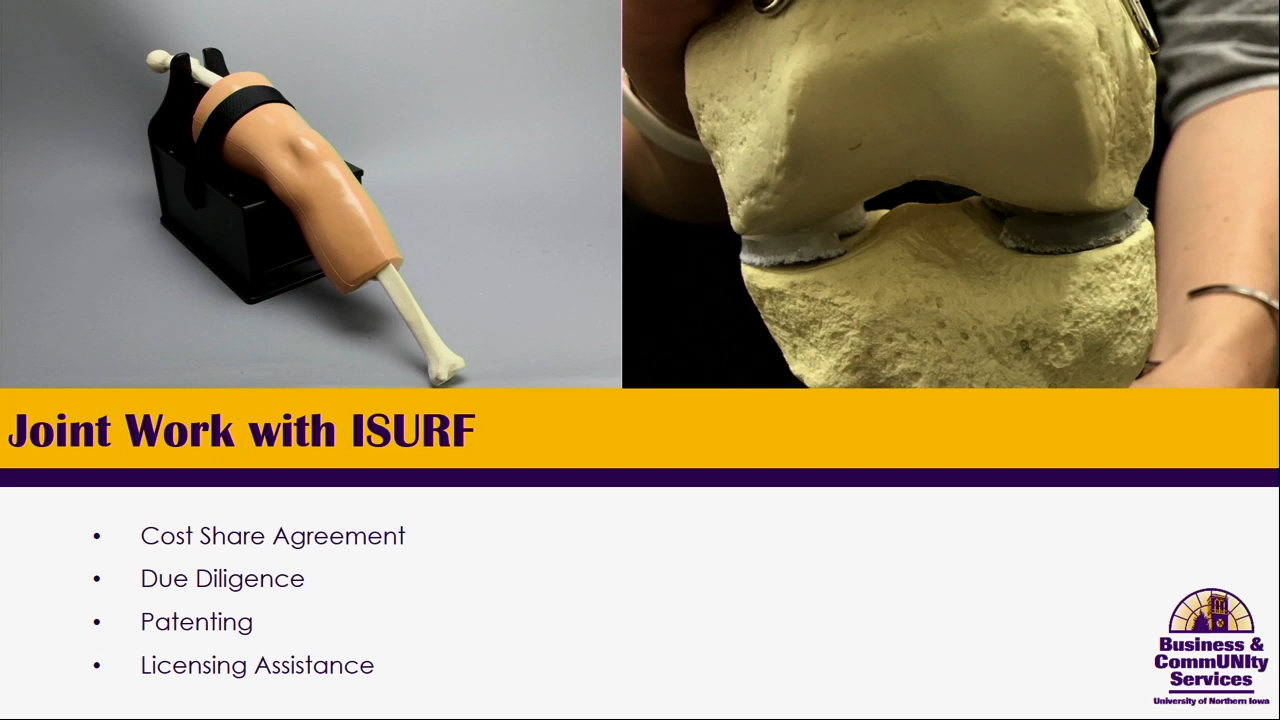 Joint Work with ISURF
• Cost Share Agreement
• Due Diligence
• Patenting
• Licensing Assistance
Business &
CommUNIty
Services
University of Northern Iowa